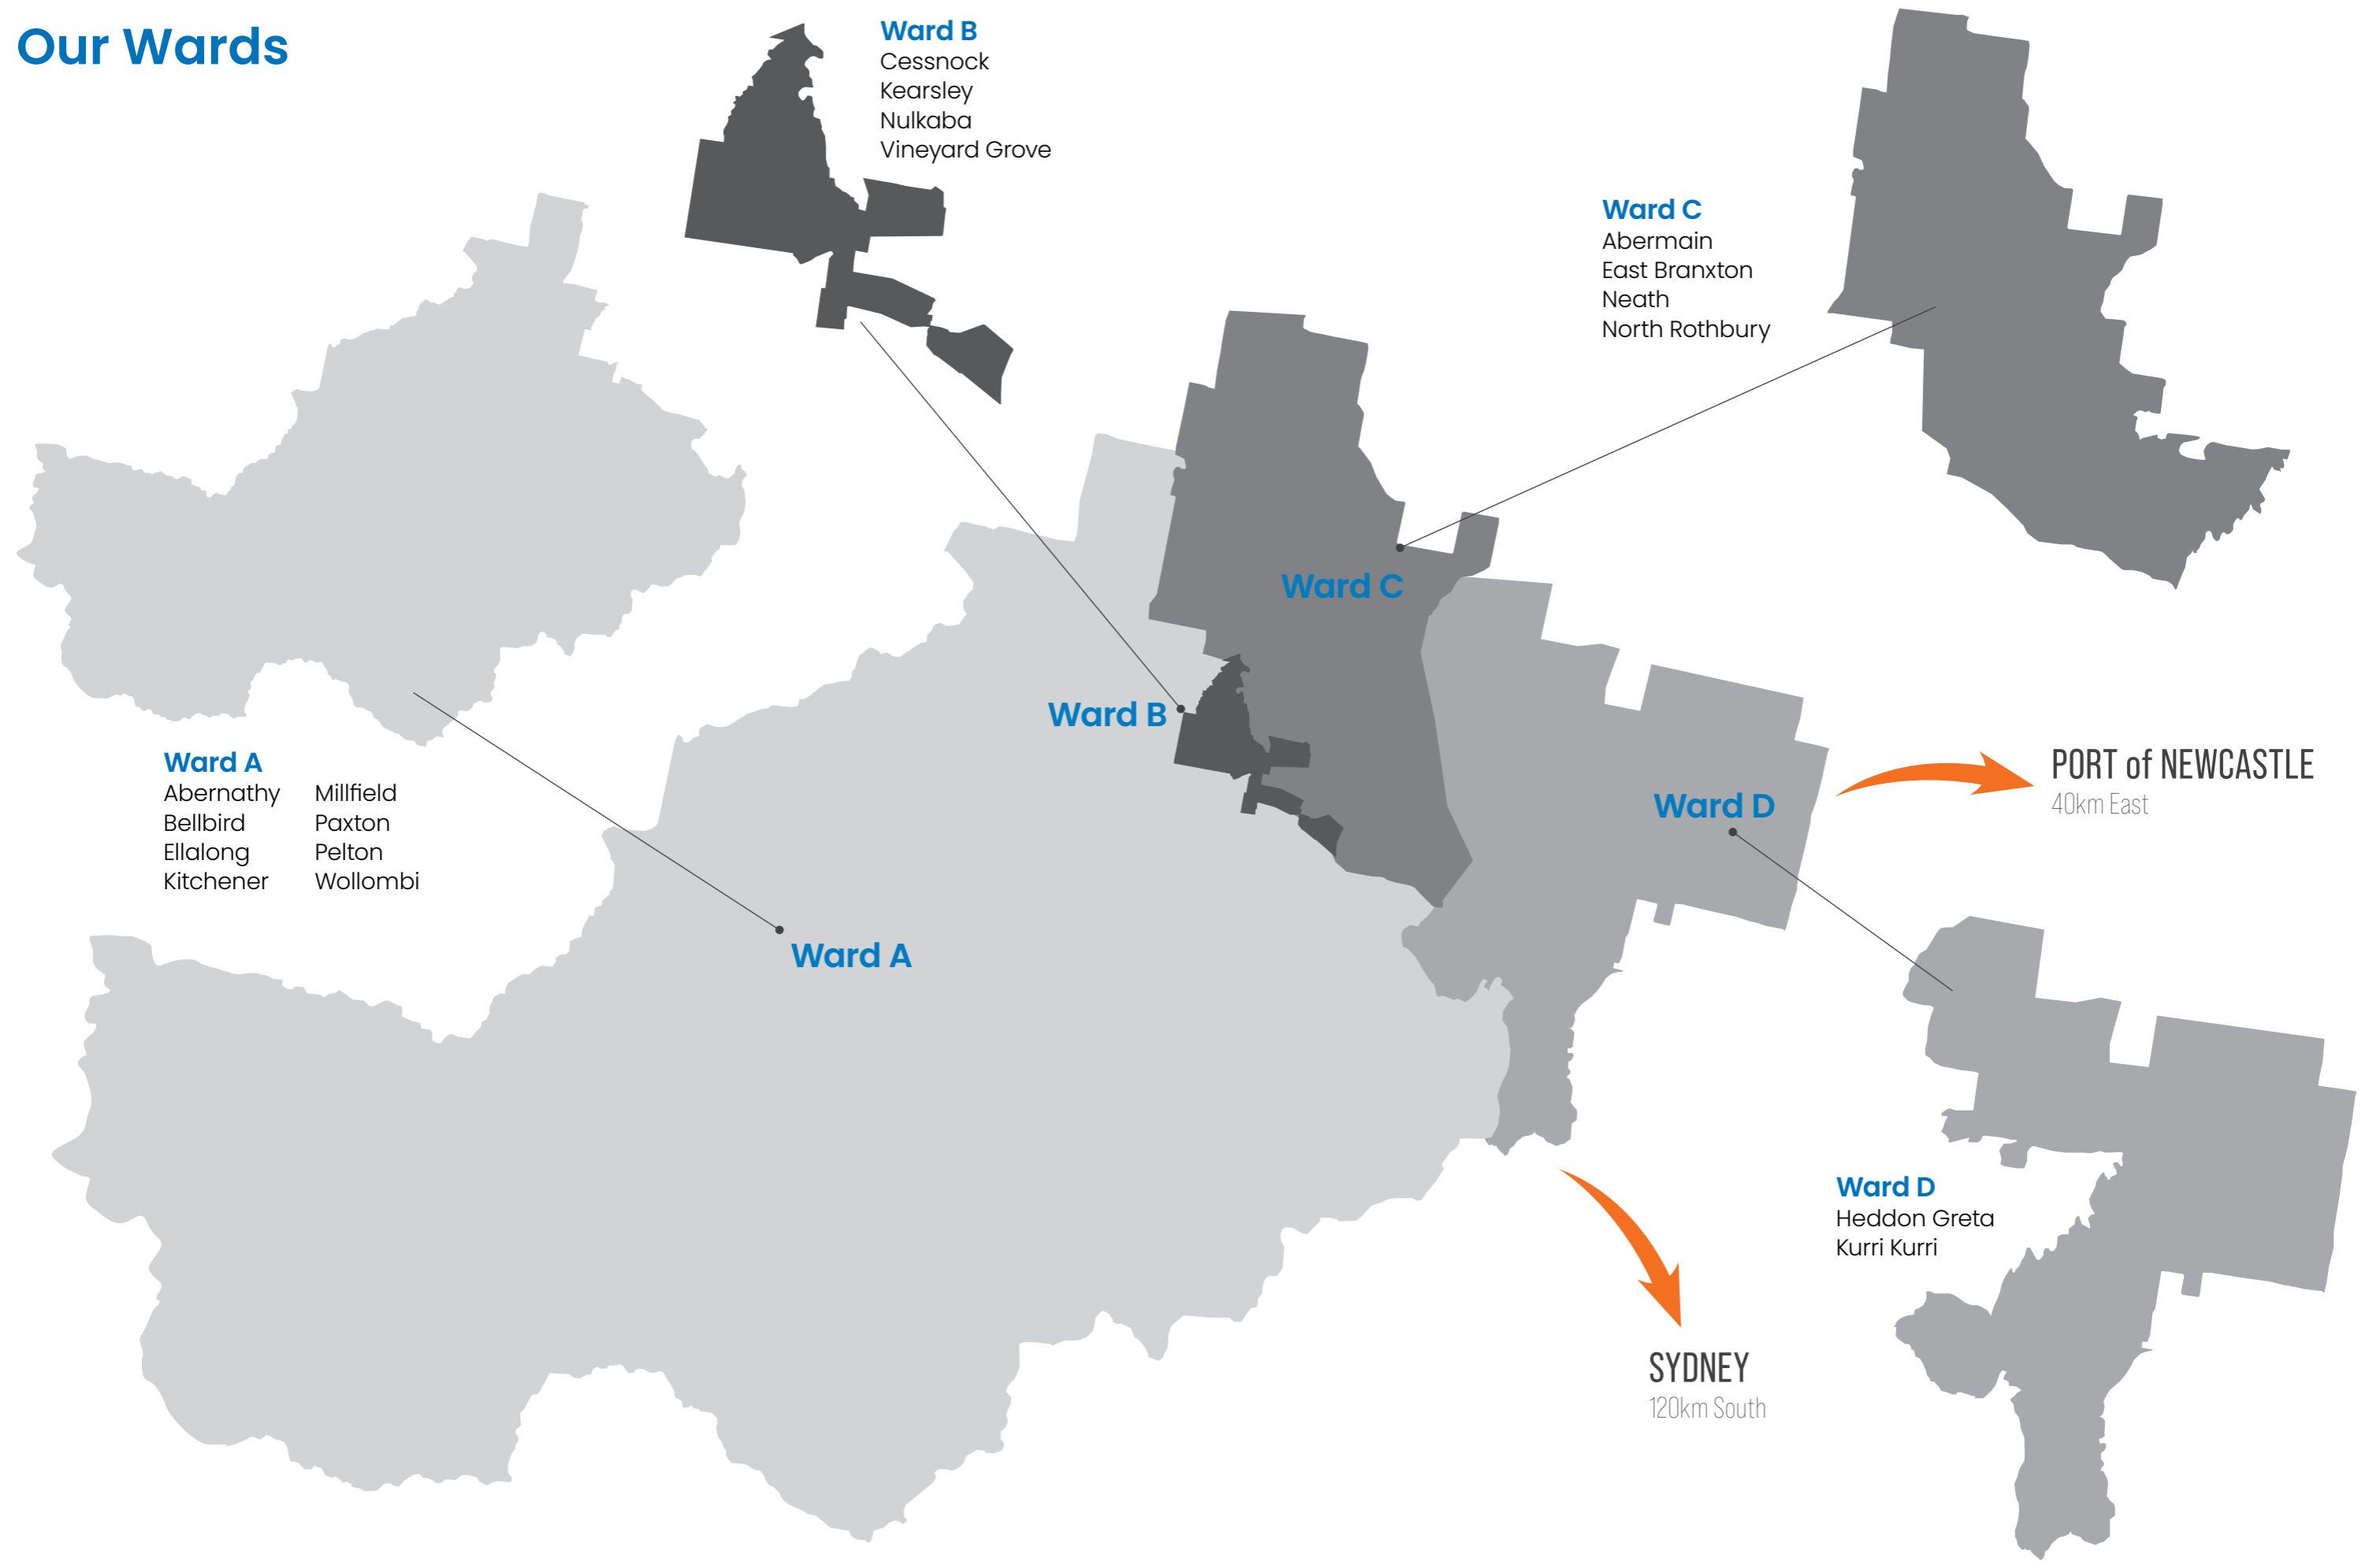 Our Wards
Ward B
Cessnock
Kearsley
Nulkaba
Vineyard Grove
Ward C
Abermain
East Branxton
Neath
North Rothbury
Ward C
Ward B
Ward D
Ward A
PORT of NEWCASTLE
40km East
Ward A
Abernathy Millfield
Bellbird Paxton
Ellalong Pelton
Kitchener Wollombi
Ward D
Heddon Greta
Kurri Kurri
SYDNEY
120km South